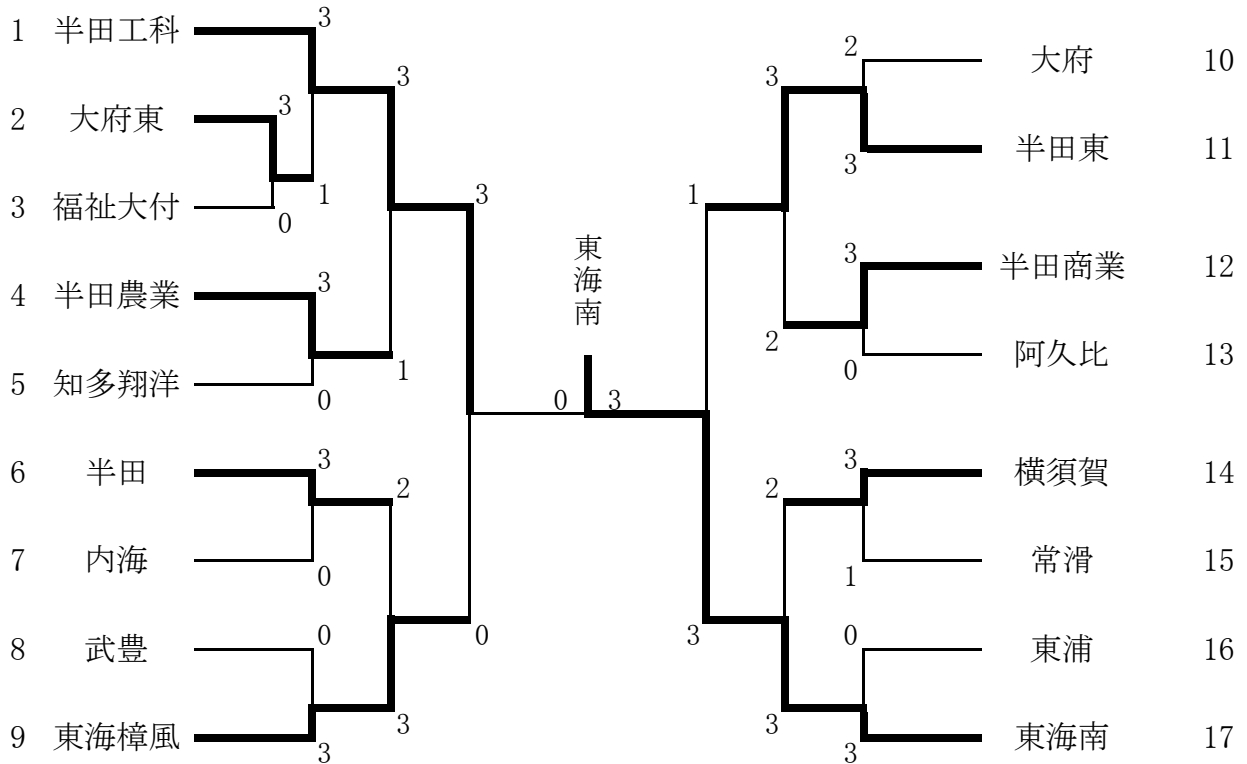 1 半田工科
2 大府東
3 福祉大付
4 半田農業
5 知多翔洋
6 半田
7 内海
8 武豊
9 東海樟風
3
3
1
0
3
3
0
1
3
3
0
2
0
3
3
0
東海南
0 3
1
3
3
2
2
3
3
2
3
0
3
1
0
3
大府 10
半田東 11
半田商業 12
阿久比 13
横須賀 14
常滑 15
東浦 16
東海南 17